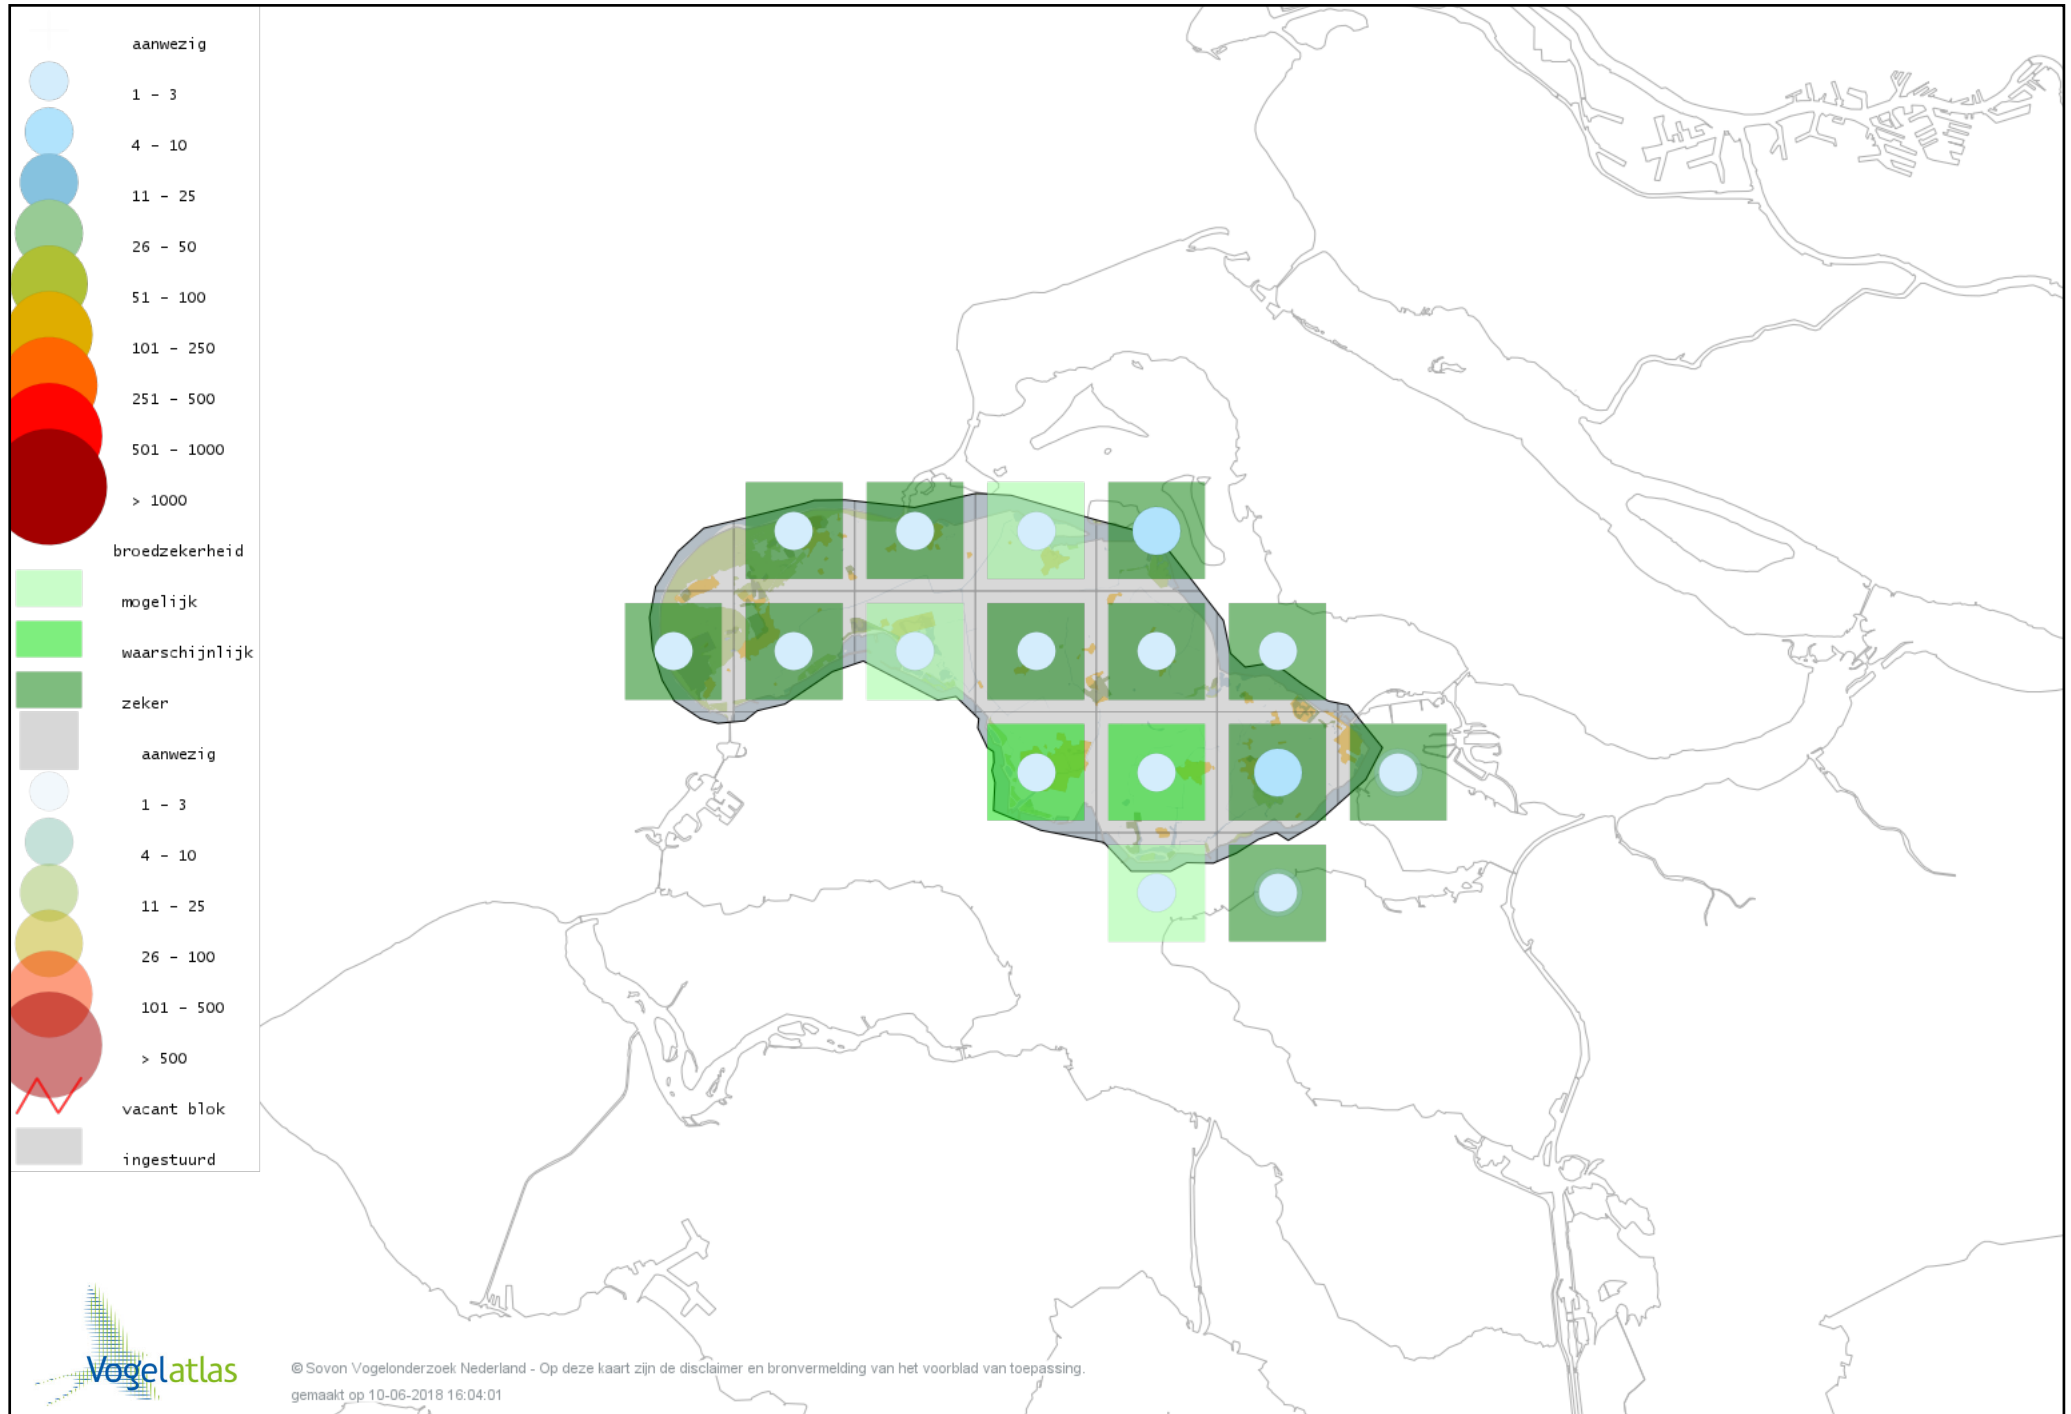 aanwezig
1 - 3
4 - 10
11 - 25
26 - 50
51 - 100
101 - 250
251 - 500
501 - 1000
> 1000
broedzekerheid
mogelijk
waarschijnlijk
zeker
aanwezig
1 - 3
4 - 10
11 - 25
26 - 100
101 - 500
> 500
vacant blok
ingestuurd
Vogelatlas
© Sovon Vogelonderzoek Nederland - Op deze kaart zijn de disclaimer en bronvermelding van het voorblad van toepassing.
gemaakt op 10-06-2018 16:04:01